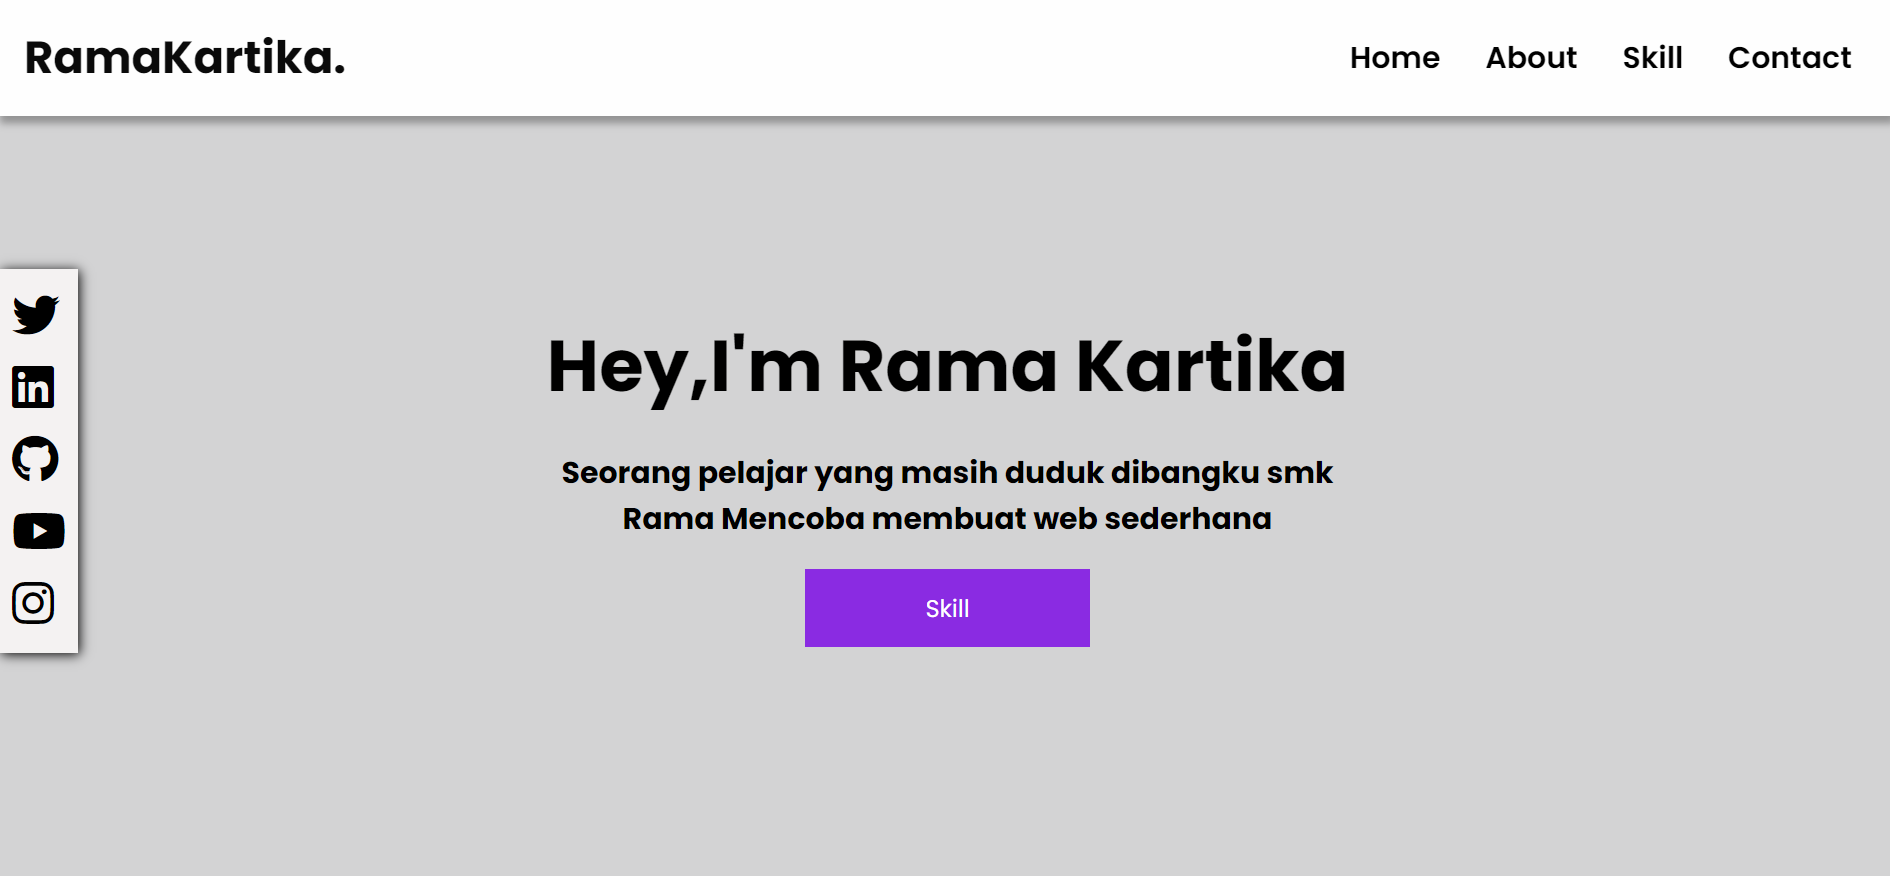 RamaKartika.
Home About Skill Contact
Hey,I'm Rama Kartika
Seorang pelajar yang masih duduk dibangku smk
Rama Mencoba membuat web sederhana
Skill